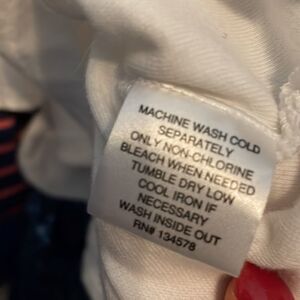 MACHINE WASH COLD
SEPARATELY
ONLY NON-CHLORINE
BLEACH WHEN NEEDED
TUMBLE DRY LOW
COOL IRON IF
NECESSARY
WASH INSIDE OUT
RN# 134578